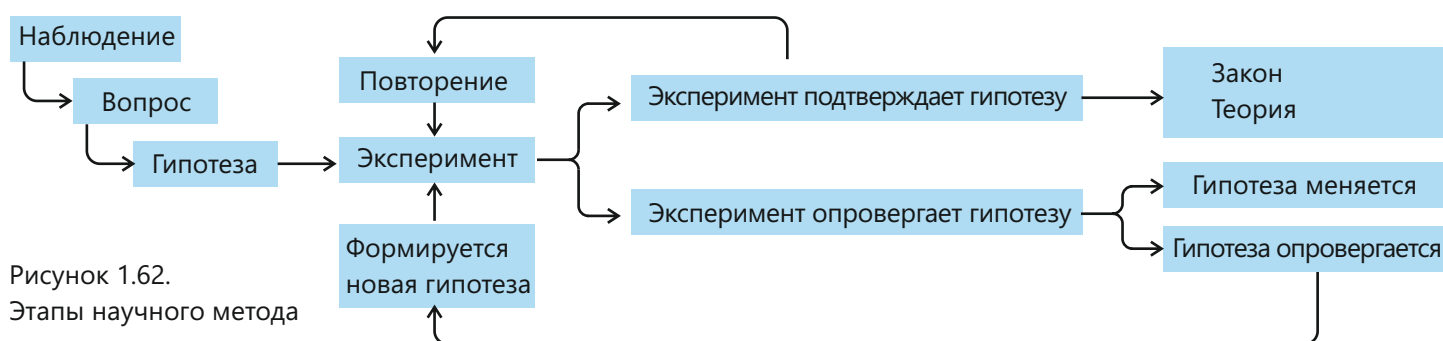 Наблюдение
Вопрос
Гипотеза
Повторение
Эксперимент
Формируется
новая гипотеза
Эксперимент подтверждает гипотезу
Эксперимент опровергает гипотезу
Закон
Теория
Гипотеза меняется
Гипотеза опровергается
Рисунок 1.62.
Этапы научного метода